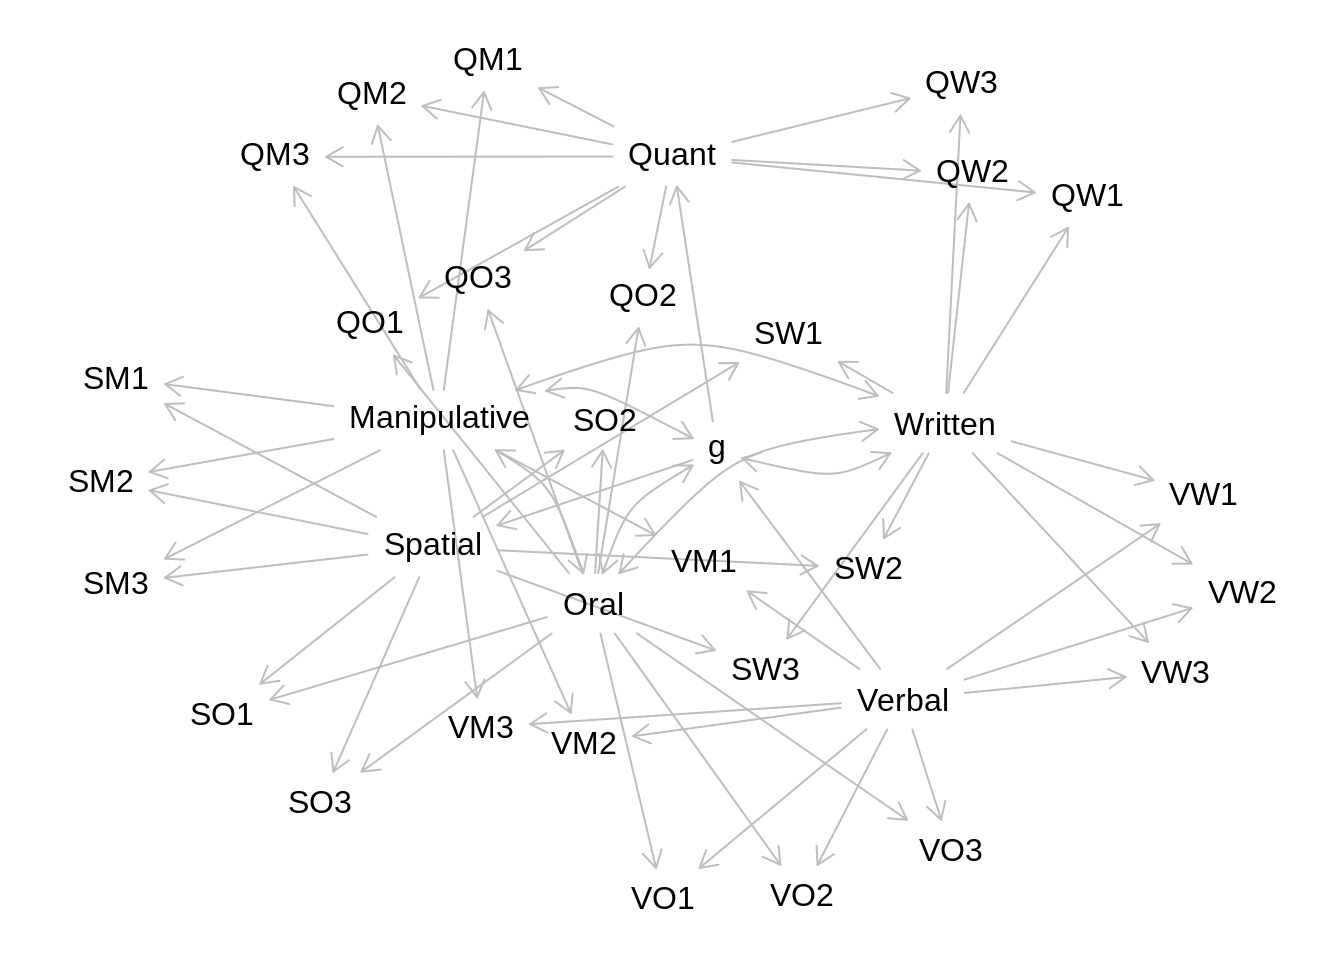 QM1
QM2
QW3
QM3
Quant
QW2
QW1
QO3
QO2
QO1
SW1
SM1
Manipulative
SO2
Written
g
SM2
VW1
Spatial
VM1
SW2
SM3
VW2
Oral
SW3
VW3
Verbal
SO1
VM3
VM2
SO3
VO3
VO1
VO2